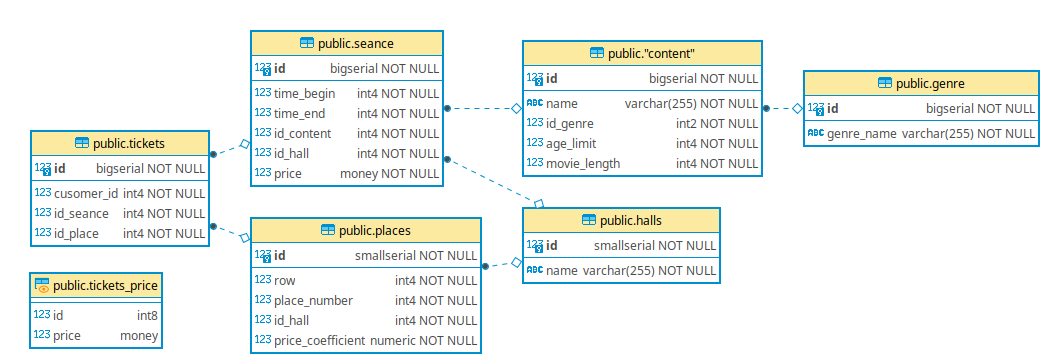 public.seance
123 id bigserial NOT NULL
123 time_begin int4 NOT NULL
123 time_end int4 NOT NULL
123 id_content int4 NOT NULL
123 id_hall int4 NOT NULL
123 price money NOT NULL
public."content"
123 id bigserial NOT NULL
ABC name varchar(255) NOT NULL
123 id_genre int2 NOT NULL
123 age_limit int4 NOT NULL
123 movie_length int4 NOT NULL
public.genre
123 id bigserial NOT NULL
ABC genre_name varchar(255) NOT NULL
public.tickets
123 id bigserial NOT NULL
123 cusomer_id int4 NOT NULL
123 id_seance int4 NOT NULL
123 id_place int4 NOT NULL
public.places
123 id smallserial NOT NULL
123 row int4 NOT NULL
123 place_number int4 NOT NULL
123 id_hall int4 NOT NULL
123 price_coefficient numeric NOT NULL
public.halls
123 id smallserial NOT NULL
ABC name varchar(255) NOT NULL
public.tickets_price
123 id int8
123 price money